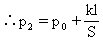 ∴ p₂ = p₀ + kl/S